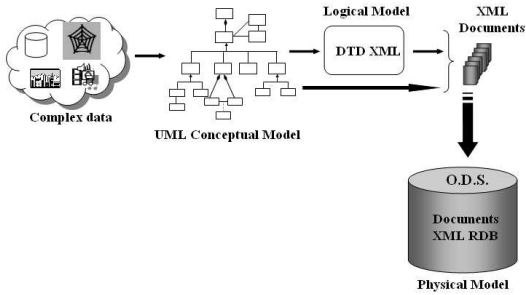 Complex data
UML Conceptual Model
Logical Model
DTD XML
XML
Documents
O.D.S.
Documents
XML RDB
Physical Model